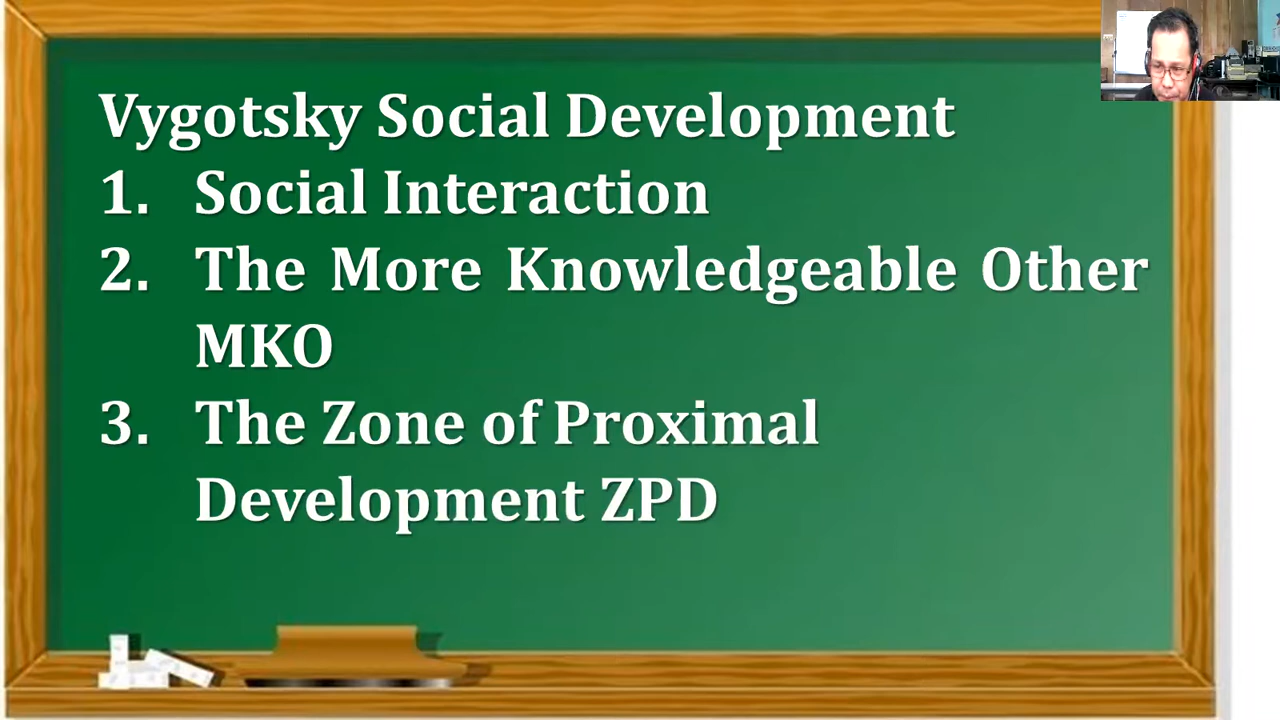 Vygotsky Social Development
1. Social Interaction
2. The More Knowledgeable Other
MKO
3. The Zone of Proximal
Development ZPD